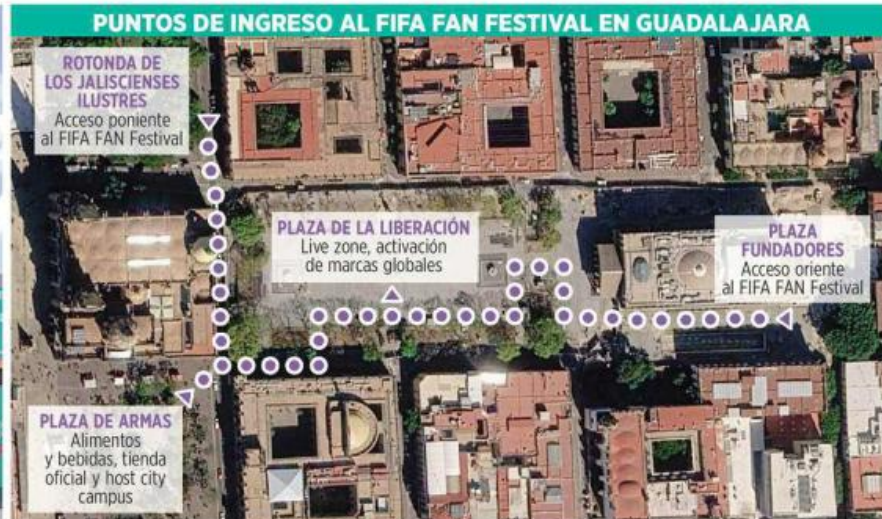 PUNTOS DE INGRESO AL FIFA FAN FESTIVAL EN GUADALAJARA
ROTONDA DE
LOS JALISCIENSES
ILUSTRES
Acceso poniente
al FIFA FAN Festival
PLAZA DE LA LIBERACIÓN
Live zone, activación
de marcas globales
PLAZA
FUNDADORES
Acceso oriente
al FIFA FAN Festival
PLAZA DE ARMAS
Alimentos
y bebidas, tienda
oficial y host city
campus